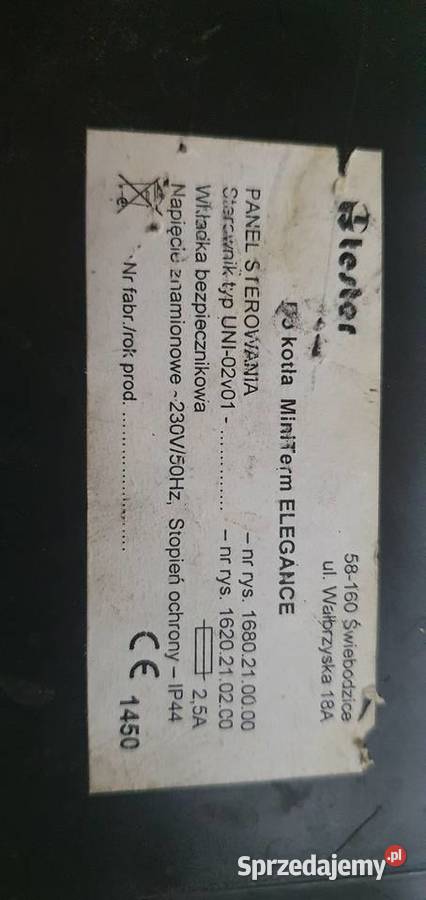 Klester
58-160 Świebodzice
ul. Wałbrzyska 18A
Do kotła MiniTerm ELEGANCE
PANEL STEROWANIA – nr rys. 1680.21.00.00
Sterownik typ UNI-02v01 - ............ – nr rys. 1620.21.02.00
Wkładka bezpiecznikowa 2,5A
Napięcie znamionowe ~230V/50Hz, Stopień ochrony – IP44
Nr fabr./rok prod. ........................
CE 1450
Sprzedajemy.pl